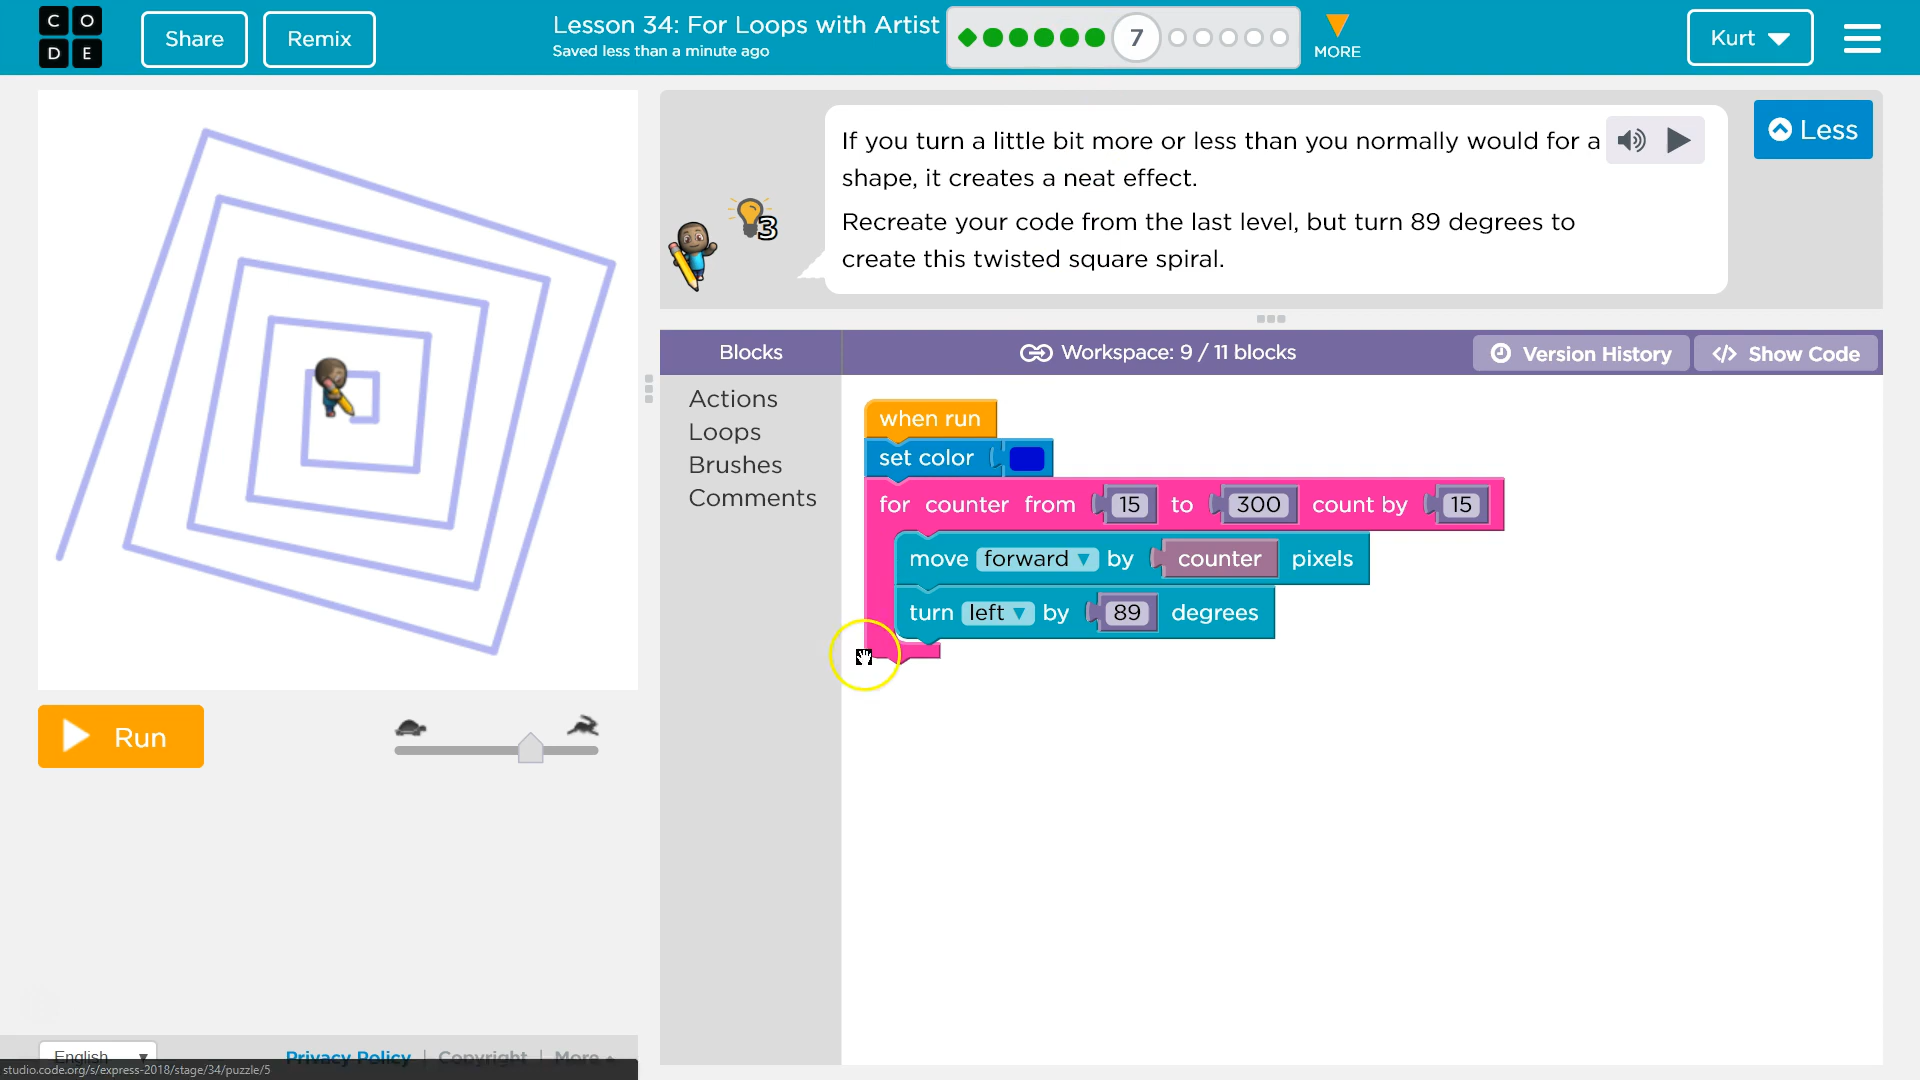 C O
D E
Share
Remix
Lesson 34: For Loops with Artist
Saved less than a minute ago
7
MORE
Kurt
If you turn a little bit more or less than you normally would for a
shape, it creates a neat effect.
Recreate your code from the last level, but turn 89 degrees to
create this twisted square spiral.
3
Less
Blocks
Workspace: 9 / 11 blocks
Version History
</> Show Code
Actions
Loops
Brushes
Comments
when run
set color
for counter from 15 to 300 count by 15
move forward ▼ by counter pixels
turn left ▼ by 89 degrees
Run
English ▼
Privacy Policy | Copyright | More
studio.code.org/s/express-2018/stage/34/puzzle/5